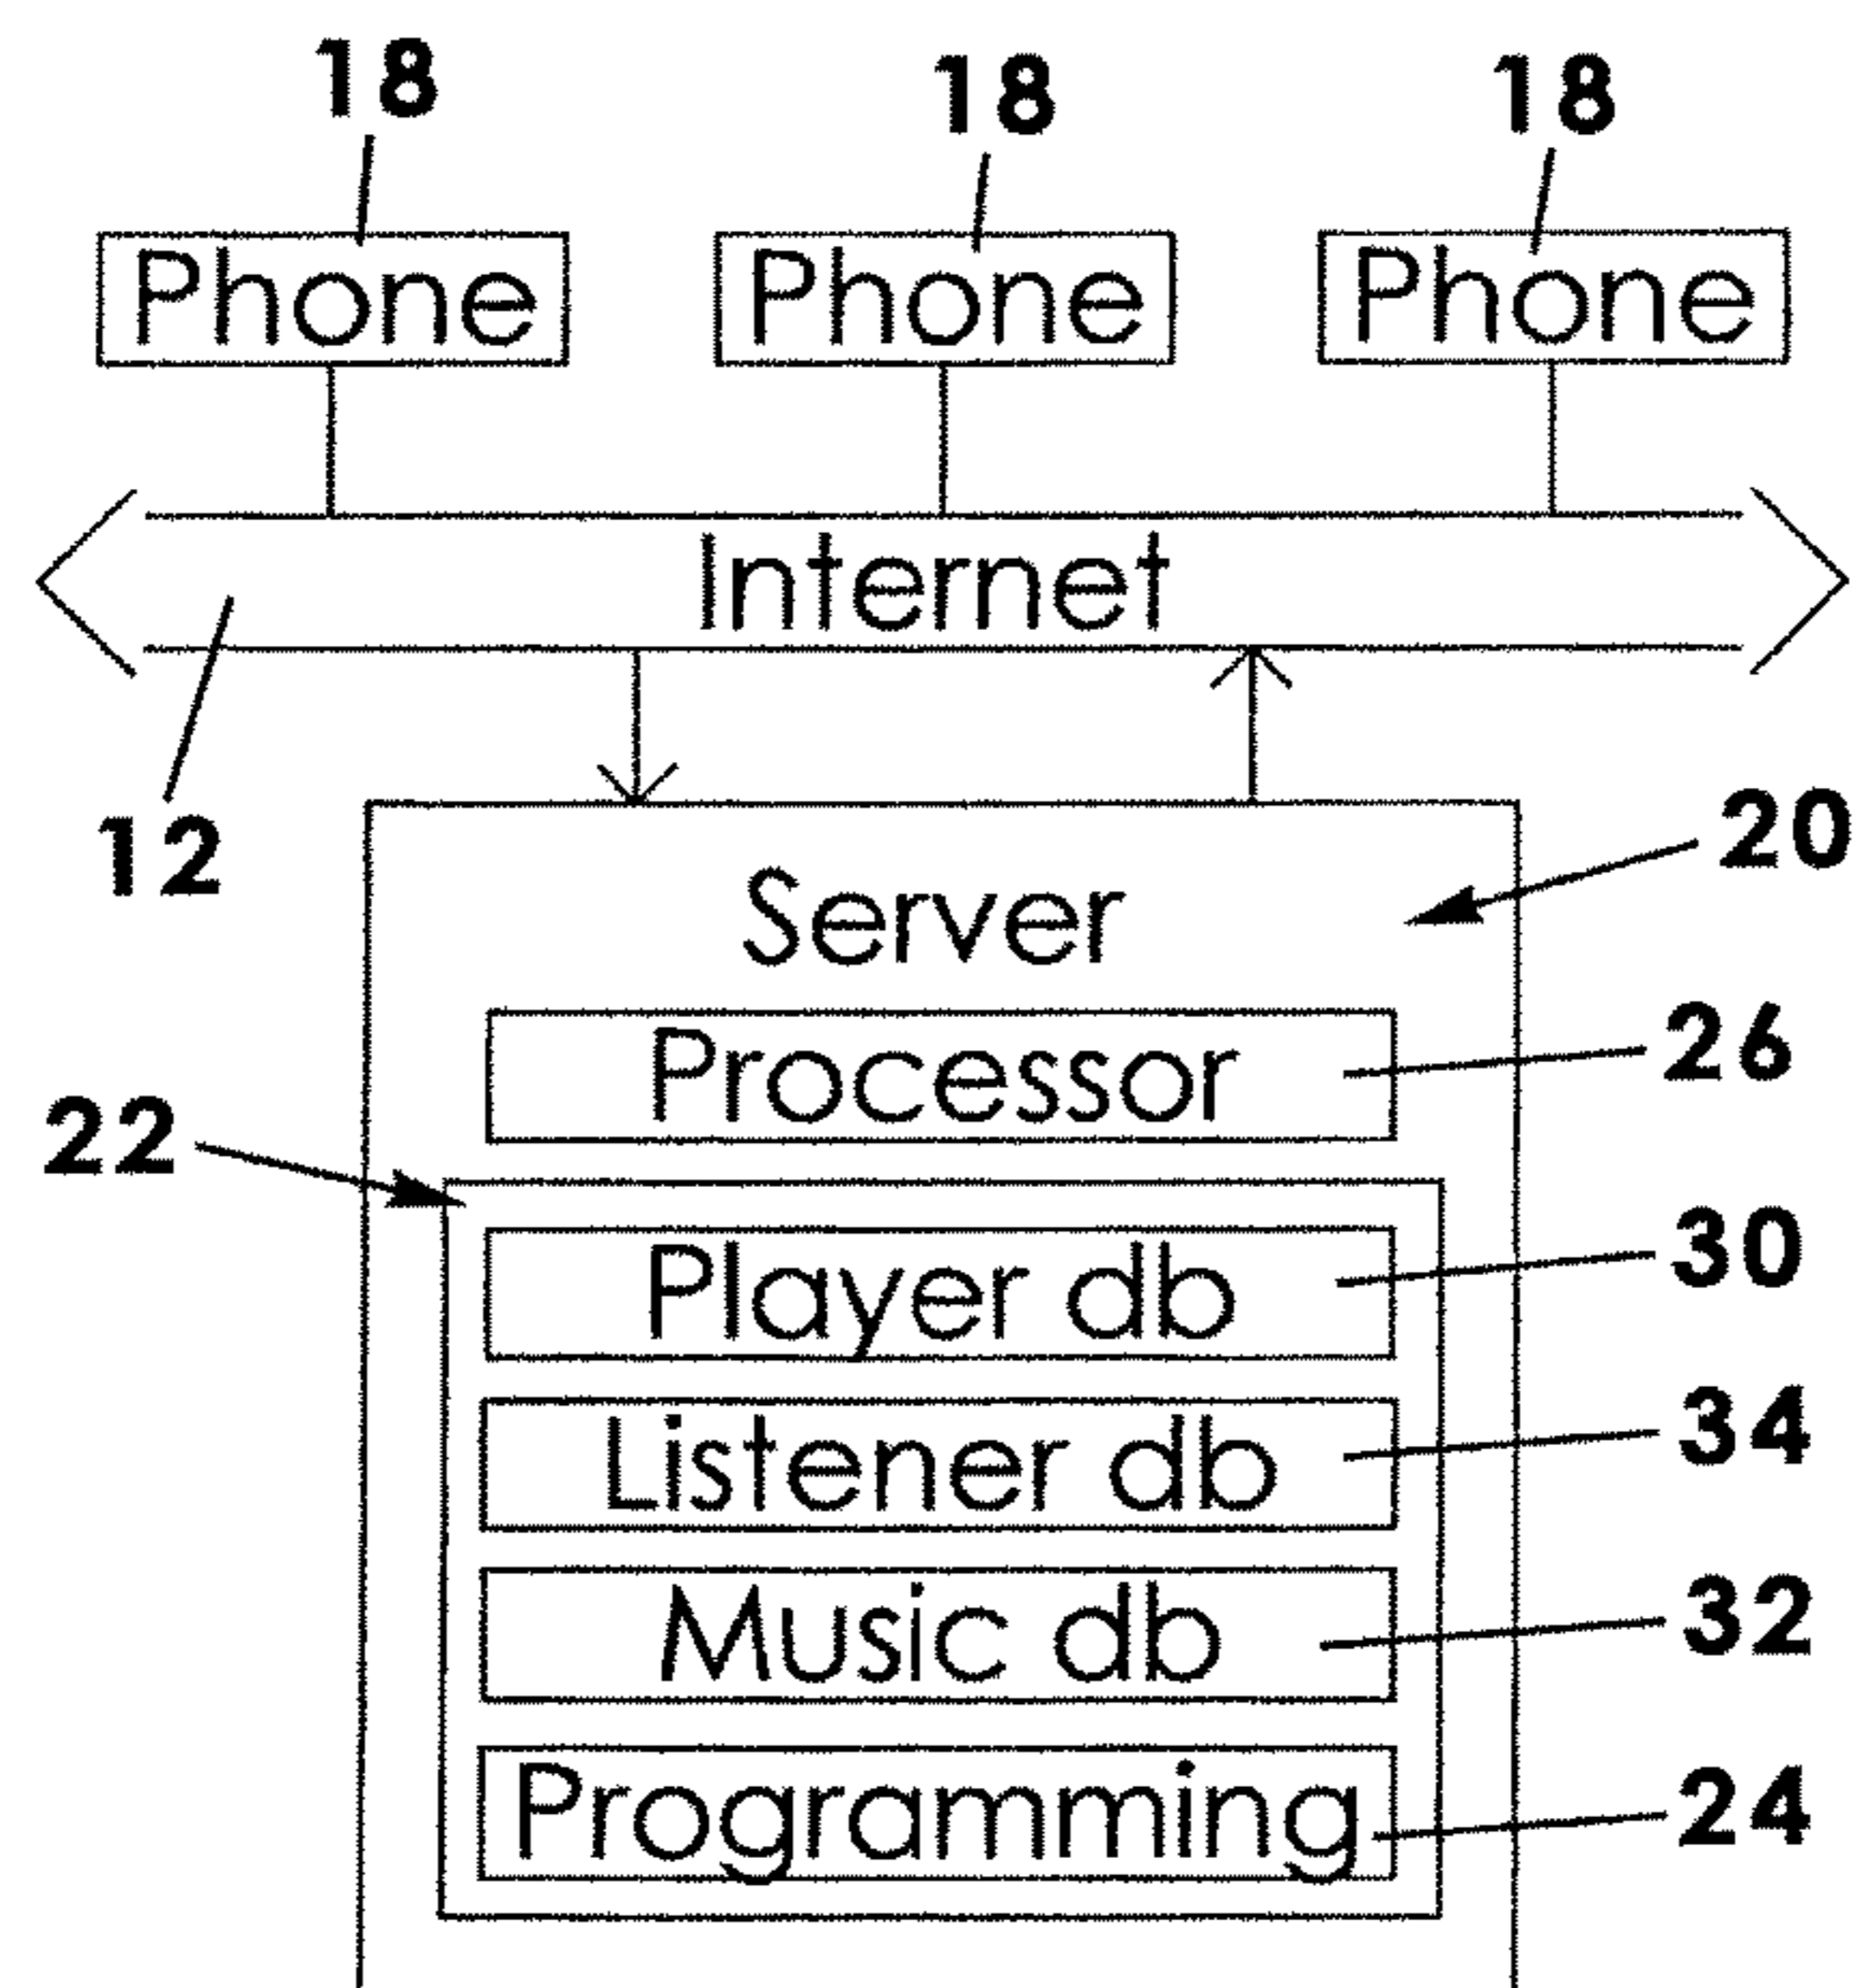 18 18 18
Phone Phone Phone
Internet
12
20
Server
Processor
26
22
Player db
30
Listener db
34
Music db
32
Programming
24